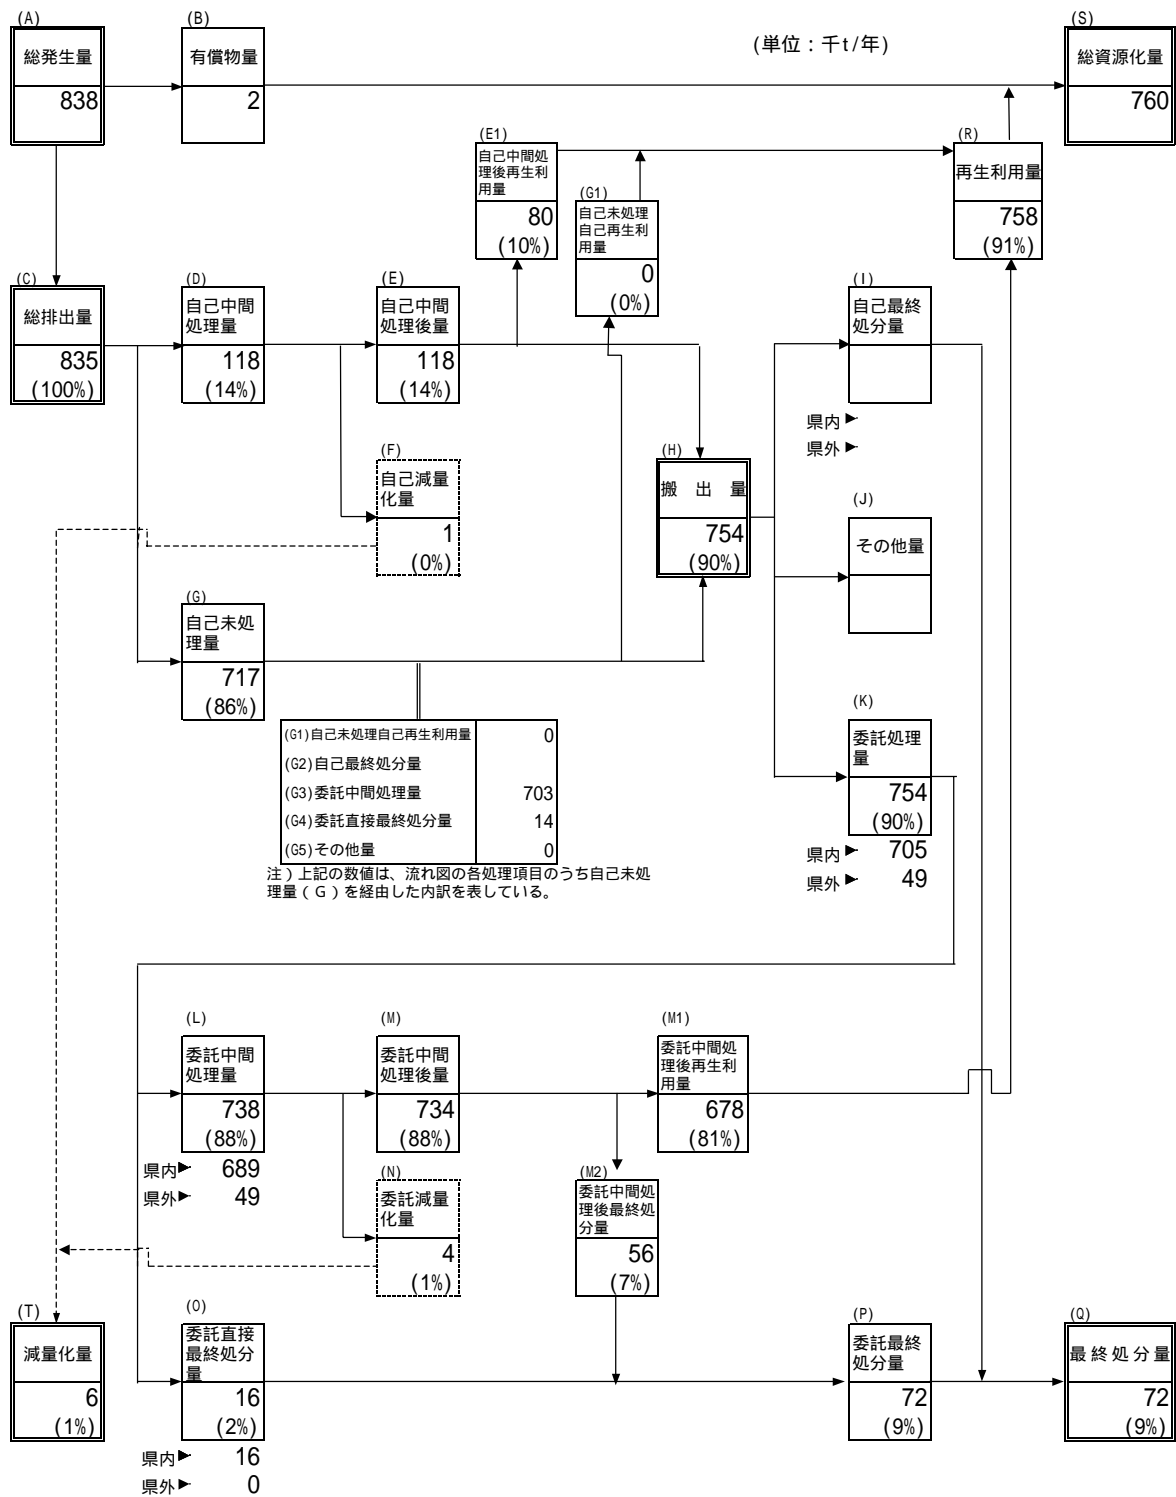 (A)
総発生量
838
(B)
有償物量
2
(単位：千t/年)
(S)
総資源化量
760
(E1)
自己中間処
理後再生利
用量
80
(10%)
(G1)
自己未処理
自己再生利
用量
0
(0%)
(R)
再生利用量
758
(91%)
(C)
総排出量
835
(100%)
(D)
自己中間
処理量
118
(14%)
(E)
自己中間
処理後量
118
(14%)
(I)
自己最終
処分量
県内▶
県外▶
(F)
自己減量
化量
1
(0%)
(H)
搬 出 量
754
(90%)
(J)
その他量
(G)
自己未処
理量
717
(86%)
(G1)自己未処理自己再生利用量 0
(G2)自己最終処分量
(G3)委託中間処理量 703
(G4)委託直接最終処分量 14
(G5)その他量 0
注）上記の数値は、流れ図の各処理項目のうち自己未処
理量（Ｇ）を経由した内訳を表している。
(K)
委託処理
量
754
(90%)
県内▶ 705
県外▶ 49
(L)
委託中間
処理量
738
(88%)
県内▶ 689
県外▶ 49
(M)
委託中間
処理後量
734
(88%)
(M1)
委託中間処
理後再生利
用量
678
(81%)
(N)
委託減量
化量
4
(1%)
(M2)
委託中間処
理後最終処
分量
56
(7%)
(T)
減量化量
6
(1%)
(O)
委託直接
最終処分
量
16
(2%)
県内▶ 16
県外▶ 0
(P)
委託最終
処分量
72
(9%)
(Q)
最終処分量
72
(9%)